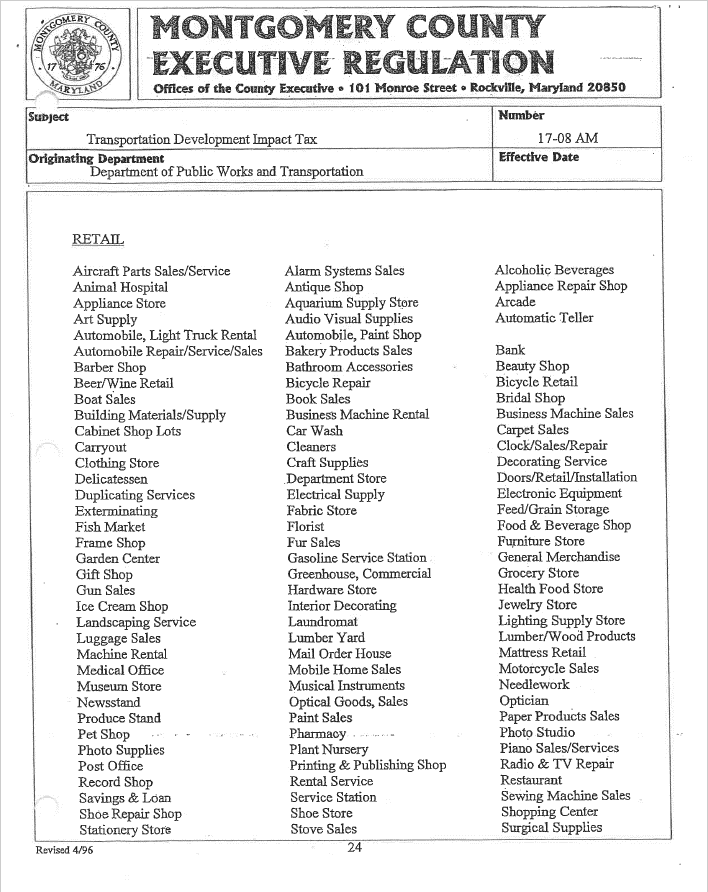 MONTGOMERY COUNTY
17 76
MARYLAND
MONTGOMERY COUNTY
EXECUTIVE REGULATION
Offices of the County Executive • 101 Monroe Street • Rockville, Maryland 20850
Subject
Number
Transportation Development Impact Tax
17-08 AM
Originating Department
Effective Date
Department of Public Works and Transportation
RETAIL
Aircraft Parts Sales/Service Alarm Systems Sales Alcoholic Beverages
Animal Hospital Antique Shop Appliance Repair Shop
Appliance Store Aquarium Supply Store Arcade
Art Supply Audio Visual Supplies Automatic Teller
Automobile, Light Truck Rental Automobile, Paint Shop
Automobile Repair/Service/Sales Bakery Products Sales Bank
Barber Shop Bathroom Accessories Beauty Shop
Beer/Wine Retail Bicycle Repair Bicycle Retail
Boat Sales Book Sales Bridal Shop
Building Materials/Supply Business Machine Rental Business Machine Sales
Cabinet Shop Lots Car Wash Carpet Sales
Carryout Cleaners Clock/Sales/Repair
Clothing Store Craft Supplies Decorating Service
Delicatessen Department Store Doors/Retail/Installation
Duplicating Services Electrical Supply Electronic Equipment
Exterminating Fabric Store Feed/Grain Storage
Fish Market Florist Food & Beverage Shop
Frame Shop Fur Sales Furniture Store
Garden Center Gasoline Service Station General Merchandise
Gift Shop Greenhouse, Commercial Grocery Store
Gun Sales Hardware Store Health Food Store
Ice Cream Shop Interior Decorating Jewelry Store
Landscaping Service Laundromat Lighting Supply Store
Luggage Sales Lumber Yard Lumber/Wood Products
Machine Rental Mail Order House Mattress Retail
Medical Office Mobile Home Sales Motorcycle Sales
Museum Store Musical Instruments Needlework
Newsstand Optical Goods, Sales Optician
Produce Stand Paint Sales Paper Products Sales
Pet Shop Pharmacy Photo Studio
Photo Supplies Plant Nursery Piano Sales/Services
Post Office Printing & Publishing Shop Radio & TV Repair
Record Shop Rental Service Restaurant
Savings & Loan Service Station Sewing Machine Sales
Shoe Repair Shop Shoe Store Shopping Center
Stationery Store Stove Sales Surgical Supplies
Revised 4/96
24